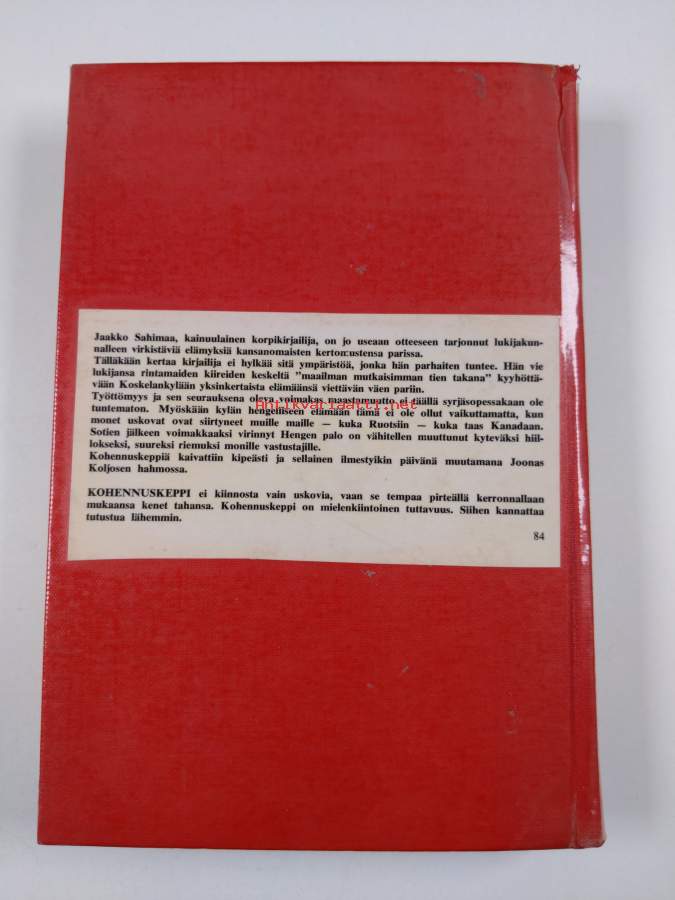 Jaakko Sahimaa, kainuulainen korpikirjailija, on jo useaan otteeseen tarjonnut lukijakun-
nalleen virkistäviä elämyksiä kansanomaisten kertomustensa parissa.
Tälläkään kertaa kirjailija ei hylkää sitä ympäristöä, jonka hän parhaiten tuntee. Hän vie
lukijansa rintamaiden kiireiden keskeltä "maailman mutkaisimman tien takana" kyyhöttä-
vään Koskelankylään yksinkertaista elämäänsä viettävän väen pariin.
Työttömyys ja sen seurauksena oleva voimakas maastamuutto ei täällä syrjäsopessakaan ole
tuntematon. Myöskään kylän hengelliseen elämään tämä ei ole ollut vaikuttamatta, kun
monet uskovat ovat siirtyneet muille maille — kuka Ruotsiin — kuka taas Kanadaan.
Sotien jälkeen voimakkaaksi virinnyt Hengen palo on vähitellen muuttunut kyteväksi hiil-
lokseksi, suureksi riemuksi monille vastustajille.
Kohennuskeppiä kaivattiin kipeästi ja sellainen ilmestyikin päivänä muutamana Joonas
Koljosen hahmossa.
KOHENNUSKEPPI ei kiinnosta vain uskovia, vaan se tempaa pirteällä kerronnallaan
mukaansa kenet tahansa. Kohennuskeppi on mielenkiintoinen tuttavuus. Siihen kannattaa
tutustua lähemmin.
84
Antikvariaatti.net